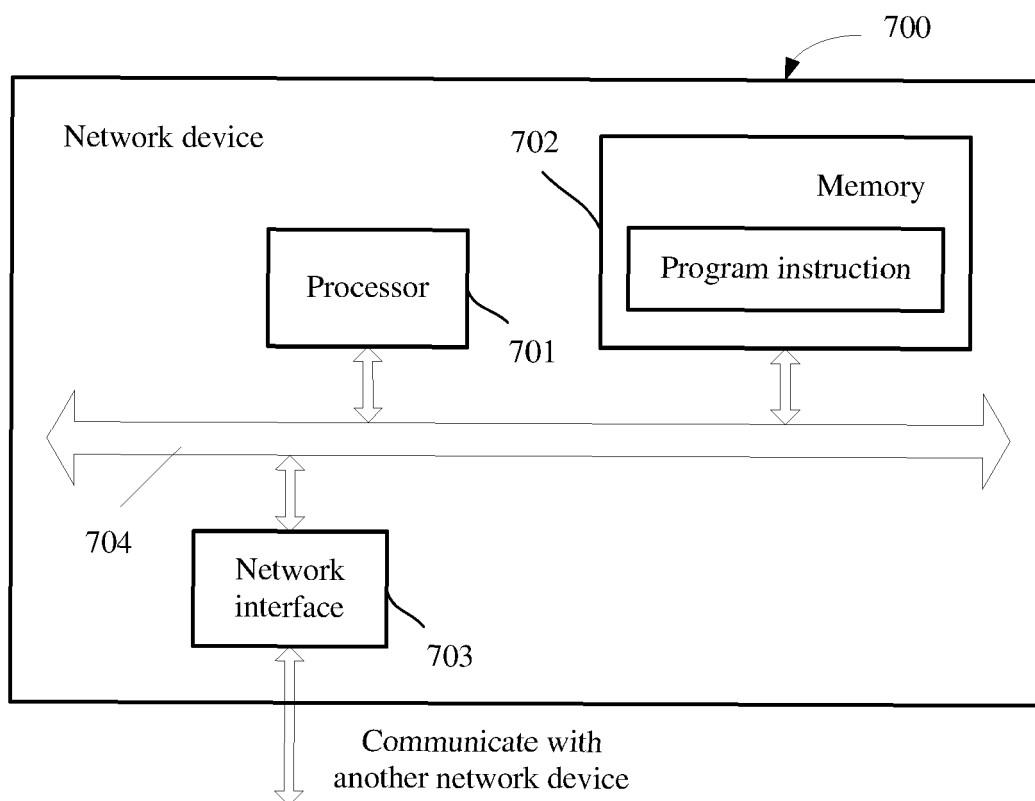 700
Network device
702
Memory
Program instruction
Processor
701
704
Network
interface
703
Communicate with
another network device